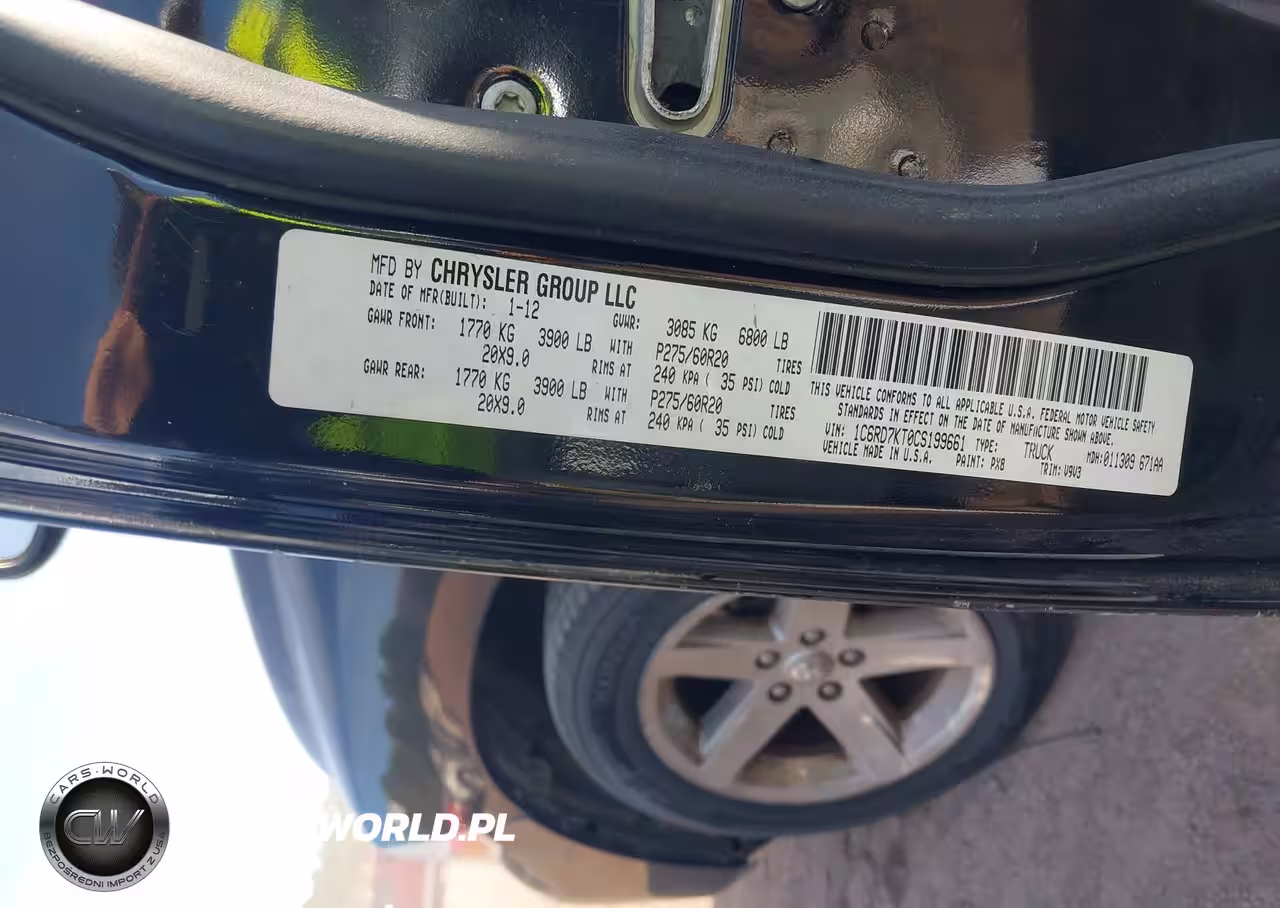 MFD BY CHRYSLER GROUP LLC
DATE OF MFR(BUILT): 1-12 GVWR: 3085 KG 6800 LB
GAWR FRONT: 1770 KG 3900 LB WITH P275/60R20 TIRES
20X9.0 RIMS AT 240 KPA ( 35 PSI) COLD
GAWR REAR: 1770 KG 3900 LB WITH P275/60R20 TIRES
20X9.0 RIMS AT 240 KPA ( 35 PSI) COLD
THIS VEHICLE CONFORMS TO ALL APPLICABLE U.S.A. FEDERAL MOTOR VEHICLE SAFETY
STANDARDS IN EFFECT ON THE DATE OF MANUFACTURE SHOWN ABOVE.
VIN: 1C6RD7KT0CS199661 TYPE: TRUCK MDH:011309 671AA
VEHICLE MADE IN U.S.A. PAINT: PX8 TRIM: V9V3
CARS-WORLD
CW
BEZPOŚREDNI IMPORT Z USA
WORLD.PL